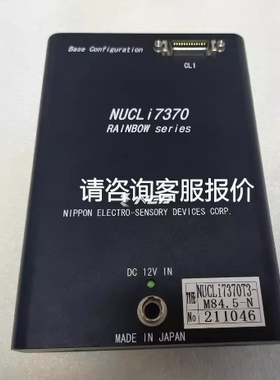 Base Configuration
CL1
NUCLi7370
RAINBOW series
请咨询客服报价
NIPPON ELECTRO-SENSORY DEVICES CORP.
DC 12V IN
NUCLi7370T3-
M84.5-N
No 211046
MADE IN JAPAN